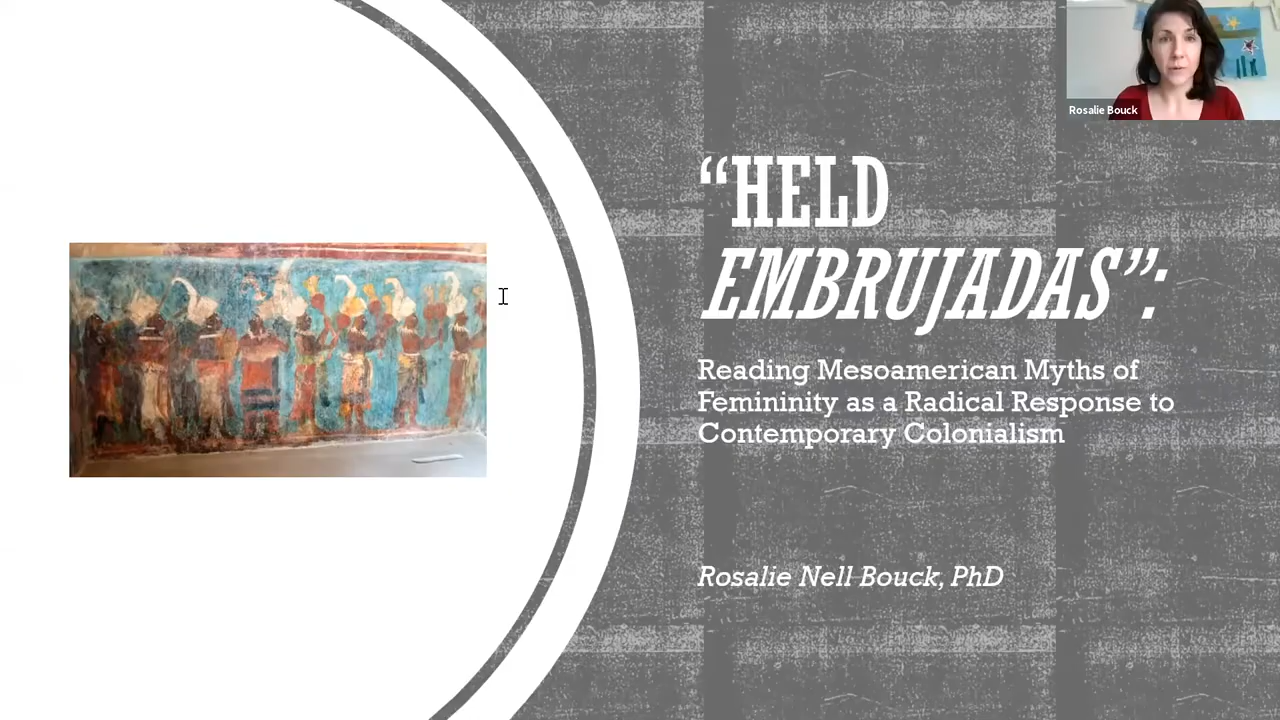 Rosalie Bouck
“HELD
EMBRUJADAS”:
Reading Mesoamerican Myths of
Femininity as a Radical Response to
Contemporary Colonialism
Rosalie Nell Bouck, PhD